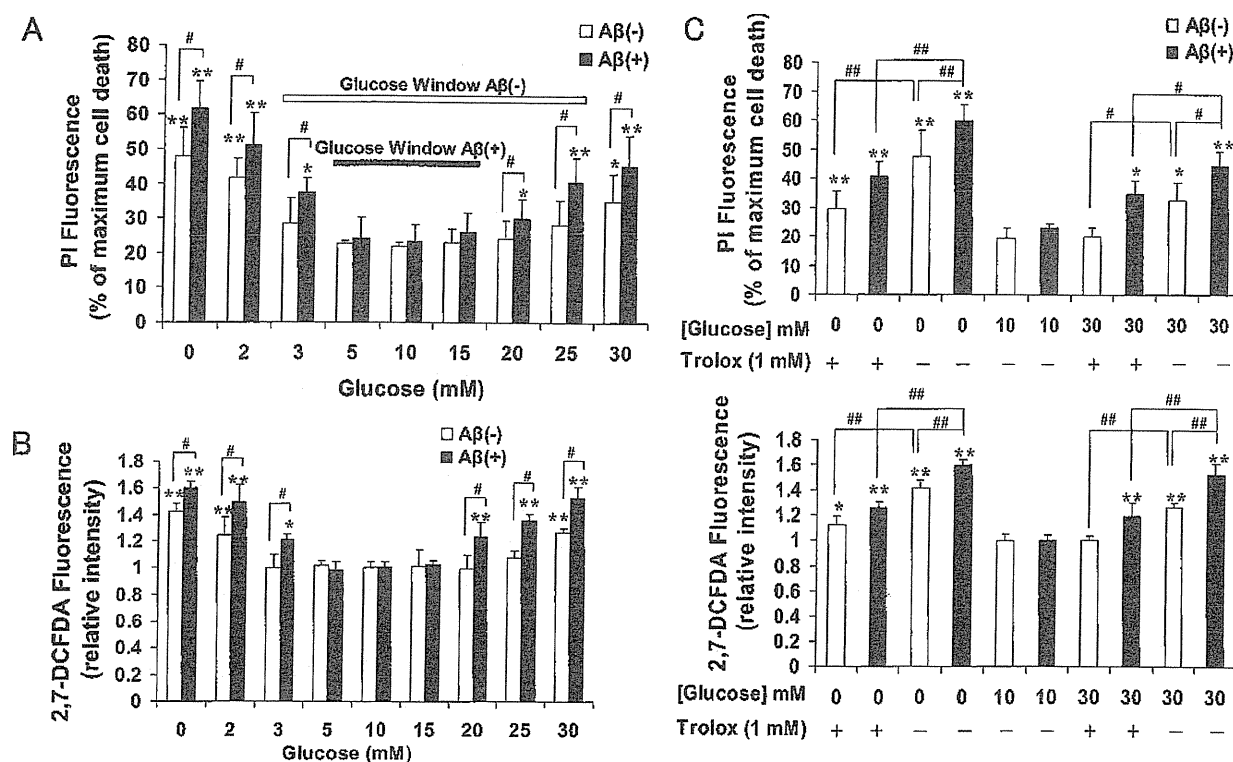 A
PI Fluorescence
(% of maximum cell death)
Aβ(-)
Aβ(+)
80
70
60
50
40
30
20
10
0
# # # # # #
** ** ** ** * * ** * **
Glucose Window Aβ(-)
Glucose Window Aβ(+)
0 2 3 5 10 15 20 25 30
Glucose (mM)
B
2,7-DCFDA Fluorescence
(relative intensity)
Aβ(-)
Aβ(+)
1.8
1.6
1.4
1.2
1
0.8
0.6
0.4
0.2
0
# # # # # #
** ** ** ** * ** ** ** **
0 2 3 5 10 15 20 25 30
Glucose (mM)
C
PI Fluorescence
(% of maximum cell death)
Aβ(-)
Aβ(+)
80
70
60
50
40
30
20
10
0
## ## ## # # #
** ** ** ** * * **
[Glucose] mM 0 0 0 0 10 10 30 30 30 30
Trolox (1 mM) + + − − − − + + − −
2,7-DCFDA Fluorescence
(relative intensity)
1.8
1.6
1.4
1.2
1
0.8
0.6
0.4
0.2
0
## ## ## ## ## ##
* ** ** ** ** ** **
[Glucose] mM 0 0 0 0 10 10 30 30 30 30
Trolox (1 mM) + + − − − − + + − −